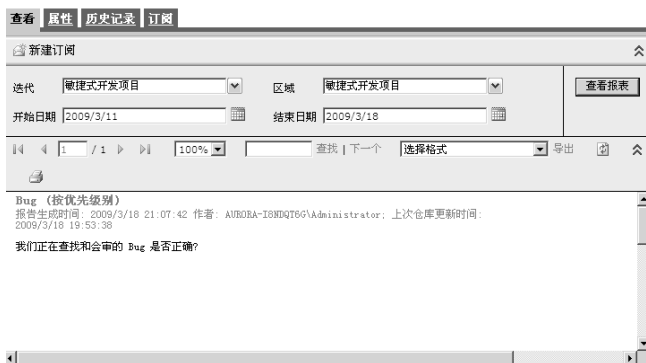 查看 属性 历史记录 订阅
新建订阅
迭代 敏捷式开发项目 区域 敏捷式开发项目 查看报表
开始日期 2009/3/11 结束日期 2009/3/18
1 / 1 100% 查找 | 下一个 选择格式 导出
Bug (按优先级别)
报告生成时间: 2009/3/18 21:07:42 作者: AURORA-I8NDQT6G\Administrator; 上次仓库更新时间:
2009/3/18 19:53:38
我们正在查找和会审的 Bug 是否正确?